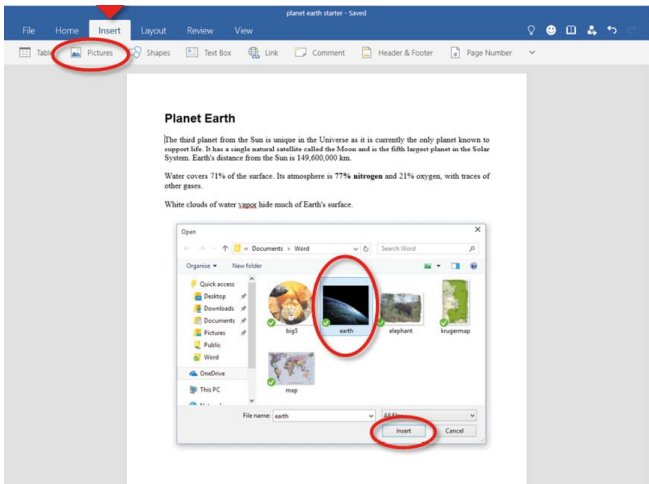 planet earth starter - Saved
File Home Insert Layout Review View
Table Pictures Shapes Text Box Link Comment Header & Footer Page Number
Planet Earth
The third planet from the Sun is unique in the Universe as it is currently the only planet known to
support life. It has a single natural satellite called the Moon and is the fifth largest planet in the Solar
System. Earth's distance from the Sun is 149,600,000 km.
Water covers 71% of the surface. Its atmosphere is 77% nitrogen and 21% oxygen, with traces of
other gases.
White clouds of water vapor hide much of Earth's surface.
Open
« Documents › Word
Search Word
Organise New folder
Quick access
Desktop
Downloads
Documents
Pictures
Public
Word
OneDrive
This PC
big5 earth elephant krugermap
map
File name: earth
All files
Insert Cancel